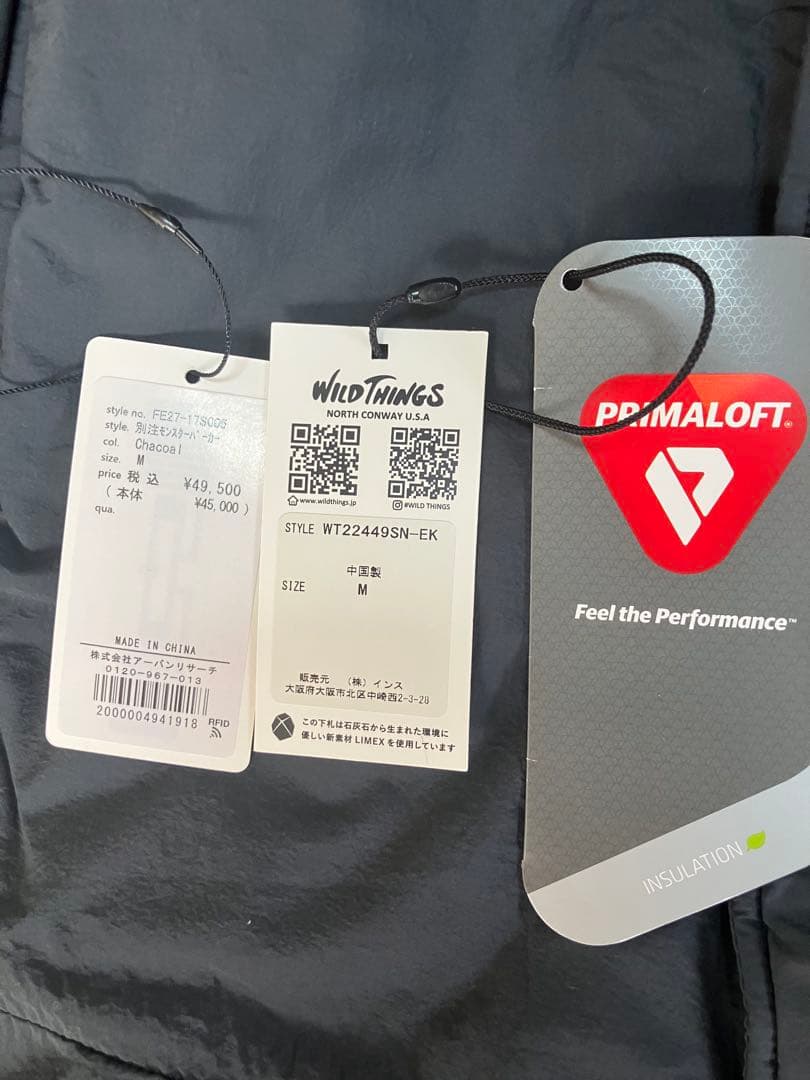 style no. FE27-17S005
style. 別注モンスターパーカー
col. Chacoal
size. M
price 税 込 ¥49,500
( 本体 ¥45,000 )
qua.
MADE IN CHINA
株式会社アーバンリサーチ
0120-967-013
2000004941918
RFID
WILDTHINGS
NORTH CONWAY U.S.A
www.wildthings.jp
#WILD THINGS
STYLE WT22449SN-EK
中国製
SIZE M
販売元 (株) インス
大阪府大阪市北区中崎西2-3-28
この下札は石灰石から生まれた環境に
優しい新素材 LIMEX を使用しています
PRIMALOFT®
Feel the Performance™
INSULATION